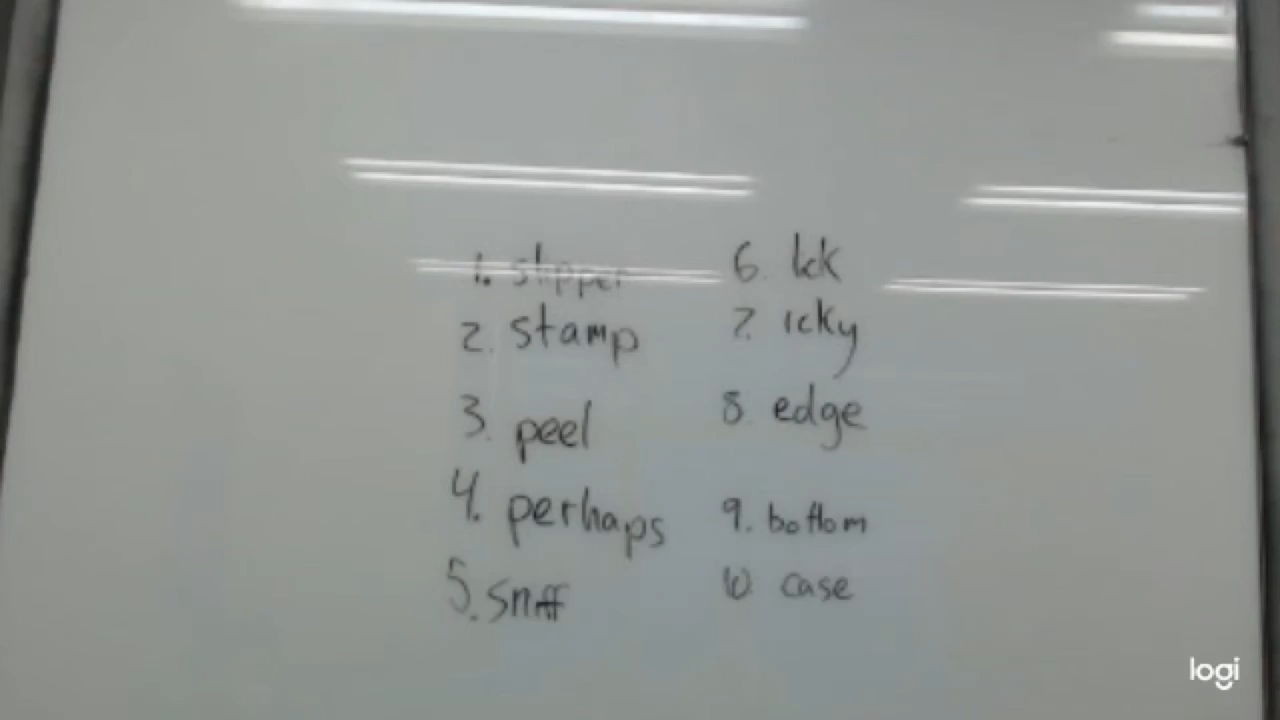 1. slipper
2. stamp
3. peel
4. perhaps
5. sniff
6. lick
7. icky
8. edge
9. bottom
10. case
logi